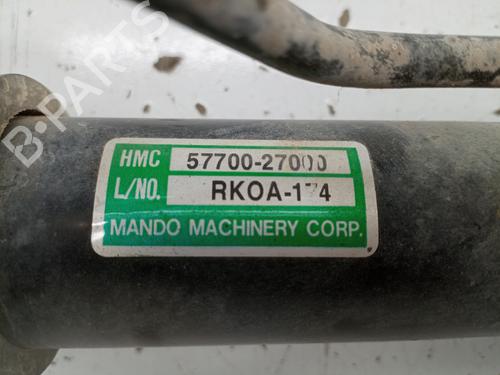 B-PARTS
HMC 57700-27000
L/NO. RKOA-174
MANDO MACHINERY CORP.